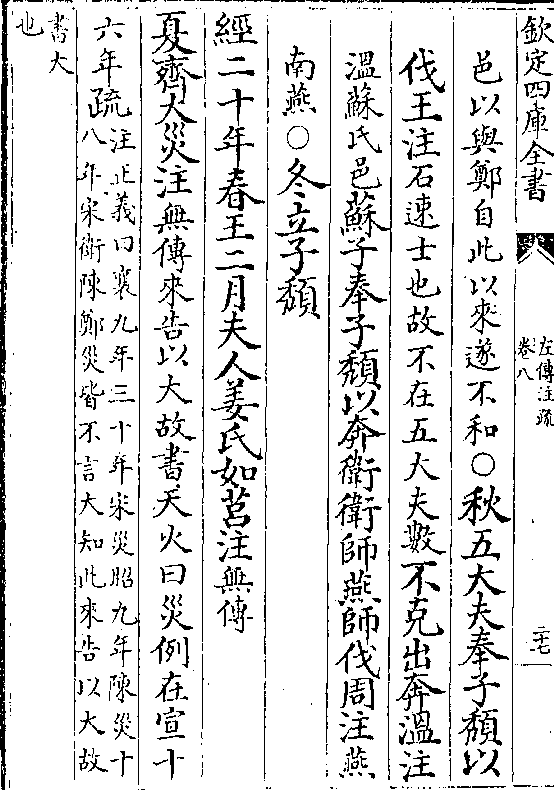 欽定四庫全書
左傳注疏
卷八
二十七
邑以與鄭自此以來遂不和○秋五大夫奉子頹以
伐王注石速士也故不在五大夫數不克出奔溫注
溫蘇氏邑蘇子奉子頹以奔衛衛師燕師伐周注燕
南燕○冬立子頹
經二十年春王二月夫人姜氏如莒注無傳
夏齊大災注無傳來告以大故書天火曰災例在宣十
六年疏注正義曰襄九年三十年宋災昭九年陳災十
八年宋衛陳鄭災皆不言大知此來告以大故
書大
也